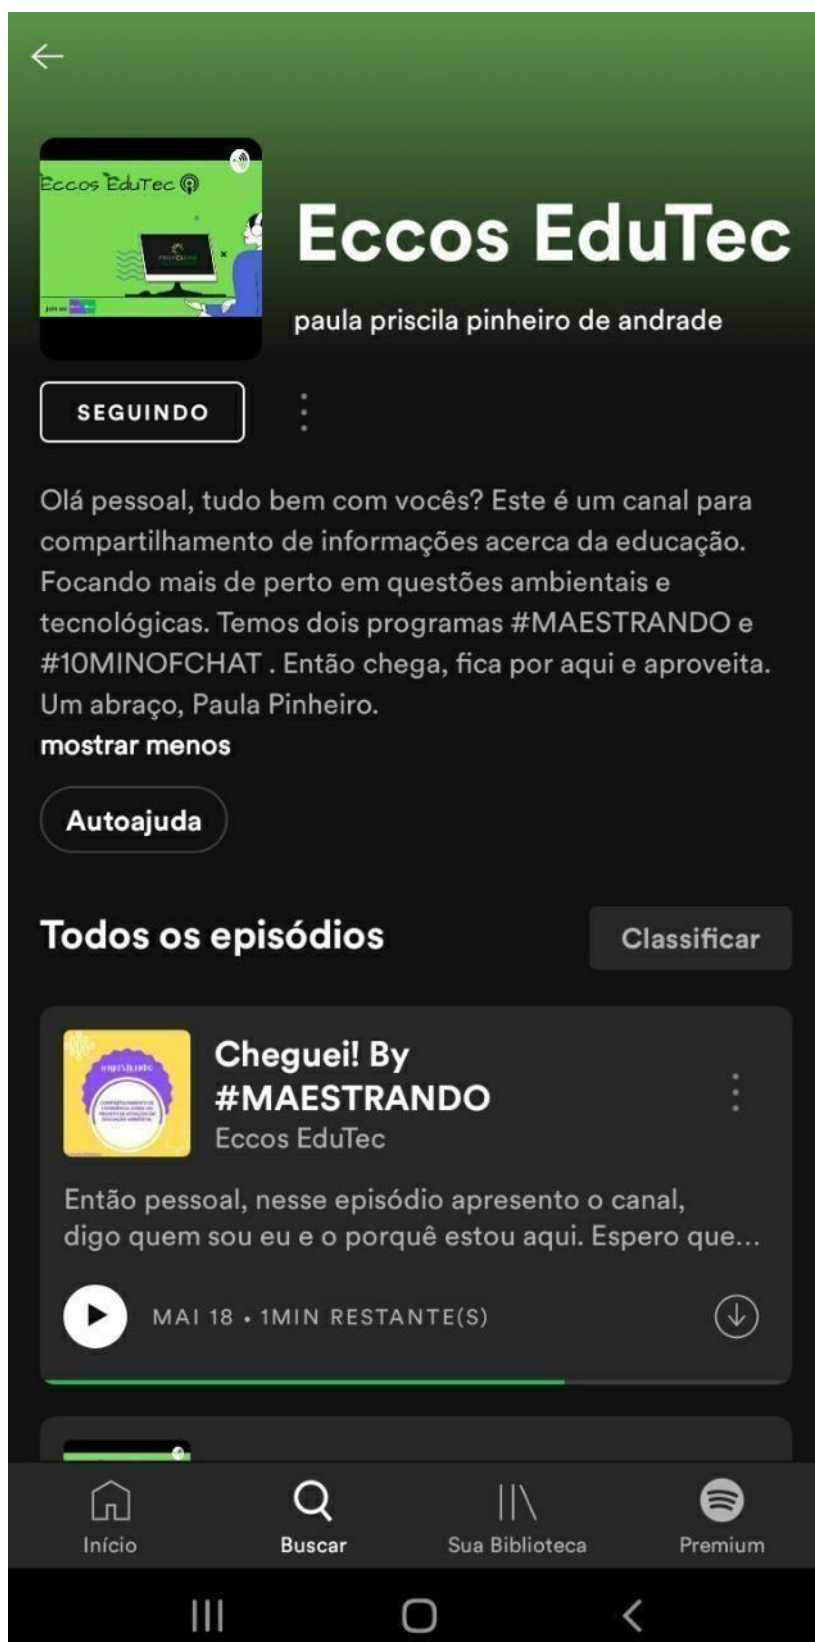 Eccos EduTec
Eccos EduTec
paula priscila pinheiro de andrade
SEGUINDO
Olá pessoal, tudo bem com vocês? Este é um canal para
compartilhamento de informações acerca da educação.
Focando mais de perto em questões ambientais e
tecnológicas. Temos dois programas #MAESTRANDO e
#10MINOFCHAT . Então chega, fica por aqui e aproveita.
Um abraço, Paula Pinheiro.
mostrar menos
Autoajuda
Todos os episódios
Classificar
#MAESTRANDO
Cheguei! By
#MAESTRANDO
Eccos EduTec
Então pessoal, nesse episódio apresento o canal,
digo quem sou eu e o porquê estou aqui. Espero que...
MAI 18 • 1MIN RESTANTE(S)
Início
Buscar
Sua Biblioteca
Premium